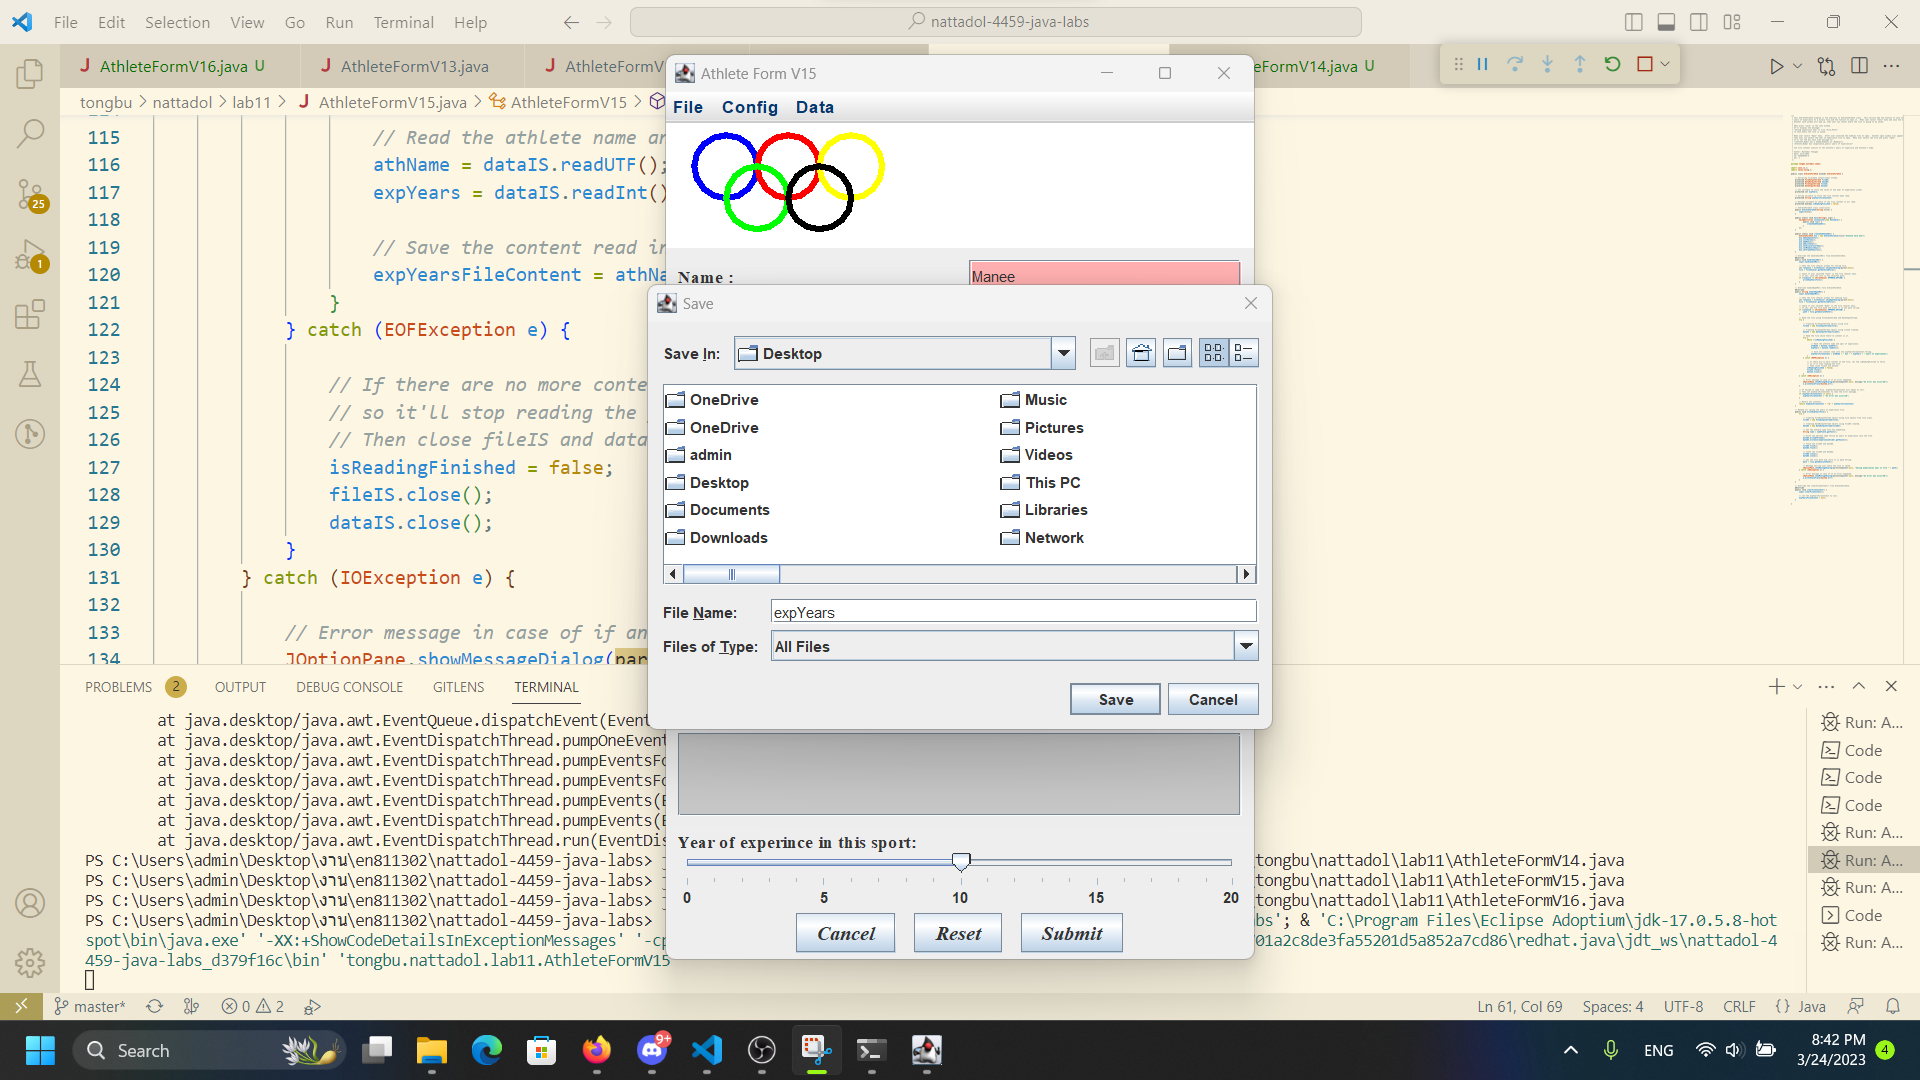 File Edit Selection View Go Run Terminal Help
nattadol-4459-java-labs
J AthleteFormV16.java U
J AthleteFormV13.java
J AthleteFormV
eFormV14.java U
tongbu > nattadol > lab11 > J AthleteFormV15.java > AthleteFormV15 >
115 // Read the athlete name an
116 athName = dataIS.readUTF();
117 expYears = dataIS.readInt()
118
119 // Save the content read in
120 expYearsFileContent = athNa
121 }
122 } catch (EOFException e) {
123
124 // If there are no more conte
125 // so it'll stop reading the
126 // Then close fileIS and data
127 isReadingFinished = false;
128 fileIS.close();
129 dataIS.close();
130 }
131 } catch (IOException e) {
132
133 // Error message in case of if an
134 JOptionPane.showMessageDialog(par
Athlete Form V15
File Config Data
Name :
Manee
Save
Save In:
Desktop
OneDrive
OneDrive
admin
Desktop
Documents
Downloads
Music
Pictures
Videos
This PC
Libraries
Network
File Name:
expYears
Files of Type:
All Files
Save
Cancel
Year of experince in this sport:
0 5 10 15 20
Cancel
Reset
Submit
PROBLEMS 2 OUTPUT DEBUG CONSOLE GITLENS TERMINAL
at java.desktop/java.awt.EventQueue.dispatchEvent(Event
at java.desktop/java.awt.EventDispatchThread.pumpOneEvent
at java.desktop/java.awt.EventDispatchThread.pumpEventsFo
at java.desktop/java.awt.EventDispatchThread.pumpEventsFo
at java.desktop/java.awt.EventDispatchThread.pumpEvents(E
at java.desktop/java.awt.EventDispatchThread.pumpEvents(E
at java.desktop/java.awt.EventDispatchThread.run(EventDis
PS C:\Users\admin\Desktop\งาน\en811302\nattadol-4459-java-labs> j tongbu\nattadol\lab11\AthleteFormV14.java
PS C:\Users\admin\Desktop\งาน\en811302\nattadol-4459-java-labs> j tongbu\nattadol\lab11\AthleteFormV15.java
PS C:\Users\admin\Desktop\งาน\en811302\nattadol-4459-java-labs> j tongbu\nattadol\lab11\AthleteFormV16.java
PS C:\Users\admin\Desktop\งาน\en811302\nattadol-4459-java-labs> bs'; & 'C:\Program Files\Eclipse Adoptium\jdk-17.0.5.8-hot
spot\bin\java.exe' '-XX:+ShowCodeDetailsInExceptionMessages' '-cp 01a2c8de3fa55201d5a852a7cd86\redhat.java\jdt_ws\nattadol-4
459-java-labs_d379f16c\bin' 'tongbu.nattadol.lab11.AthleteFormV15
Run: A...
Code
Code
Code
Run: A...
Run: A...
Run: A...
Code
Run: A...
25
1
master* 0 2
Ln 61, Col 69 Spaces: 4 UTF-8 CRLF {} Java
Search
9+
ENG
8:42 PM
3/24/2023
4